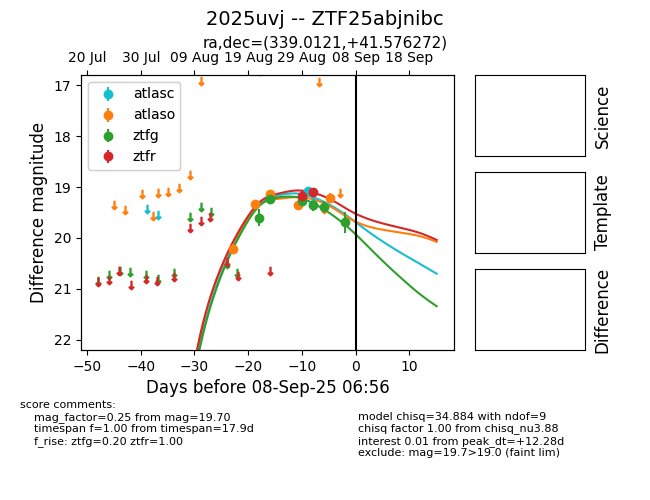 2025uvj -- ZTF25abjnibc
ra,dec=(339.0121,+41.576272)
20 Jul 30 Jul 09 Aug 19 Aug 29 Aug 08 Sep 18 Sep
17
18
19
20
21
22
Difference magnitude
atlasc
atlaso
ztfg
ztfr
−50 −40 −30 −20 −10 0 10
Days before 08-Sep-25 06:56
Science
Template
Difference
score comments:
mag_factor=0.25 from mag=19.70
timespan f=1.00 from timespan=17.9d
f_rise: ztfg=0.20 ztfr=1.00
model chisq=34.884 with ndof=9
chisq factor 1.00 from chisq_nu3.88
interest 0.01 from peak_dt=+12.28d
exclude: mag=19.7>19.0 (faint lim)